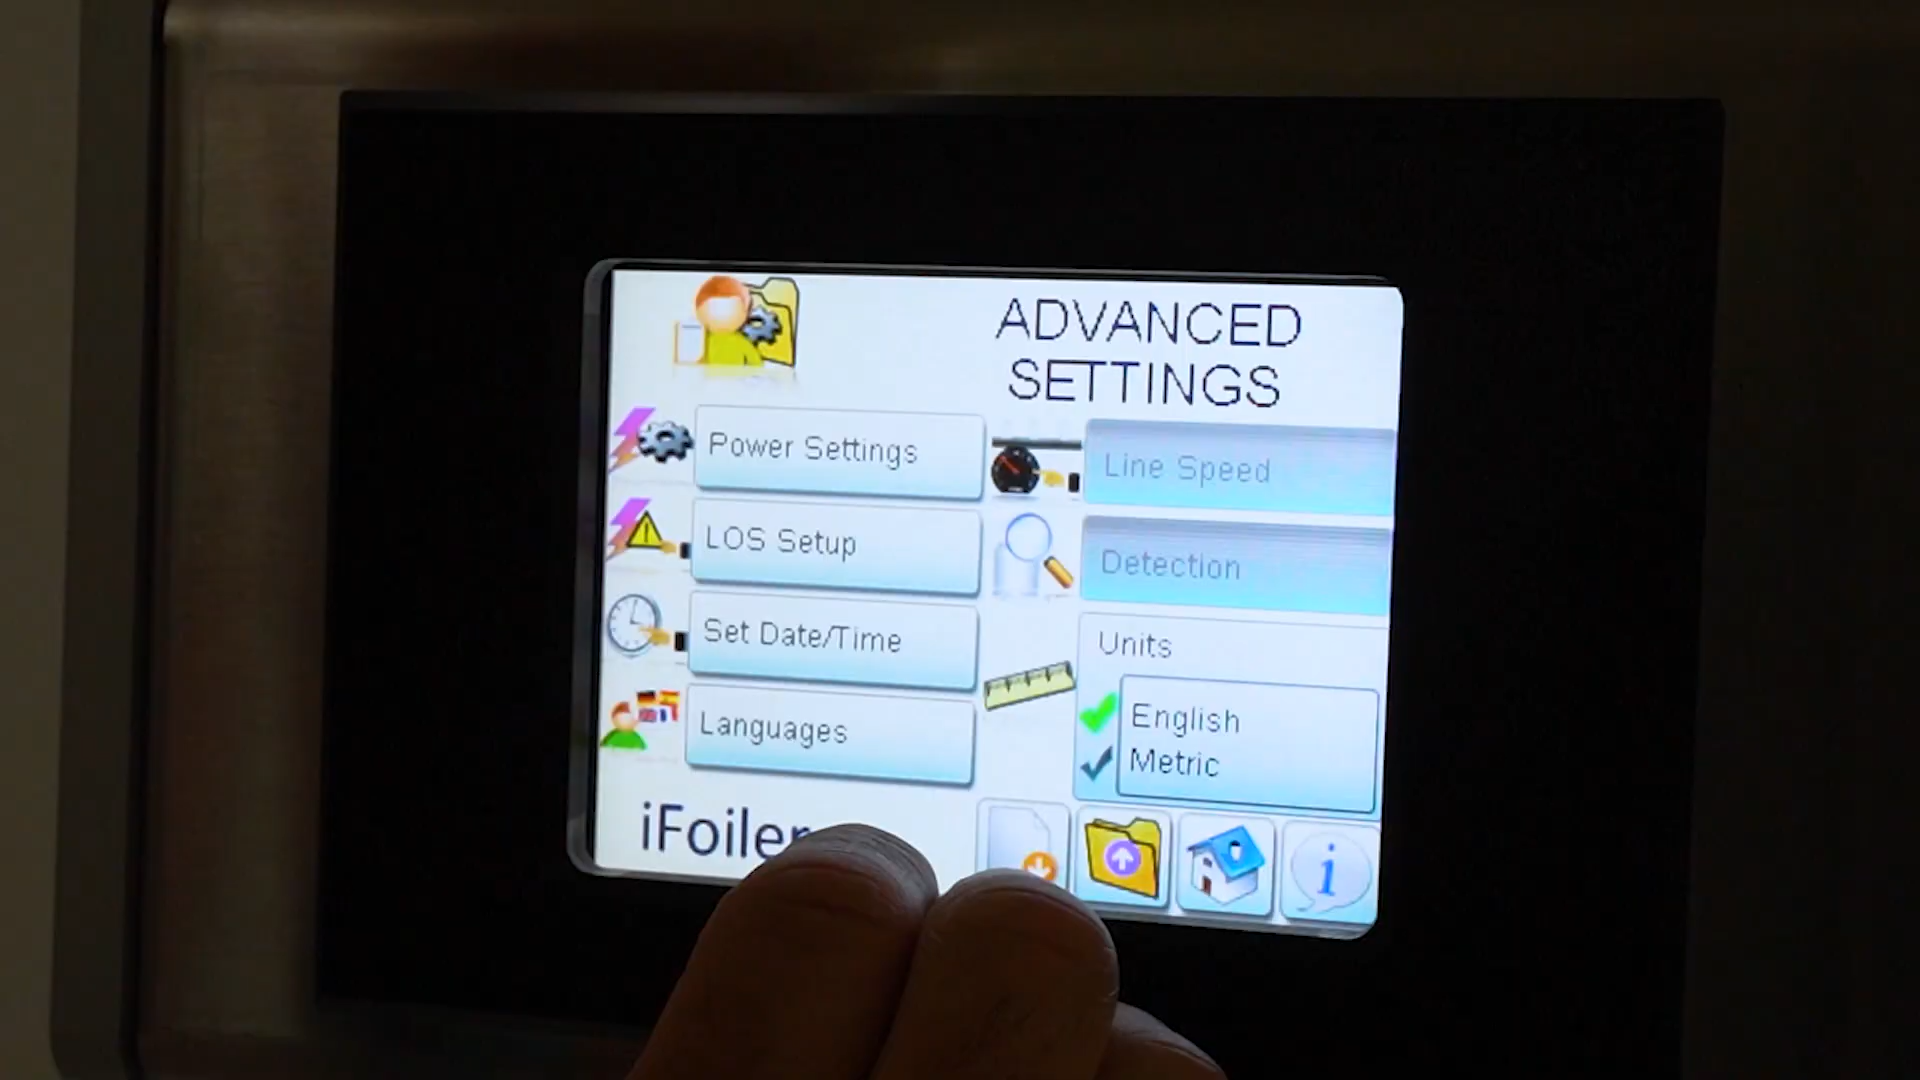 ADVANCED
SETTINGS
Power Settings
LOS Setup
Set Date/Time
Languages
Line Speed
Detection
Units
English
Metric
iFoiler
i